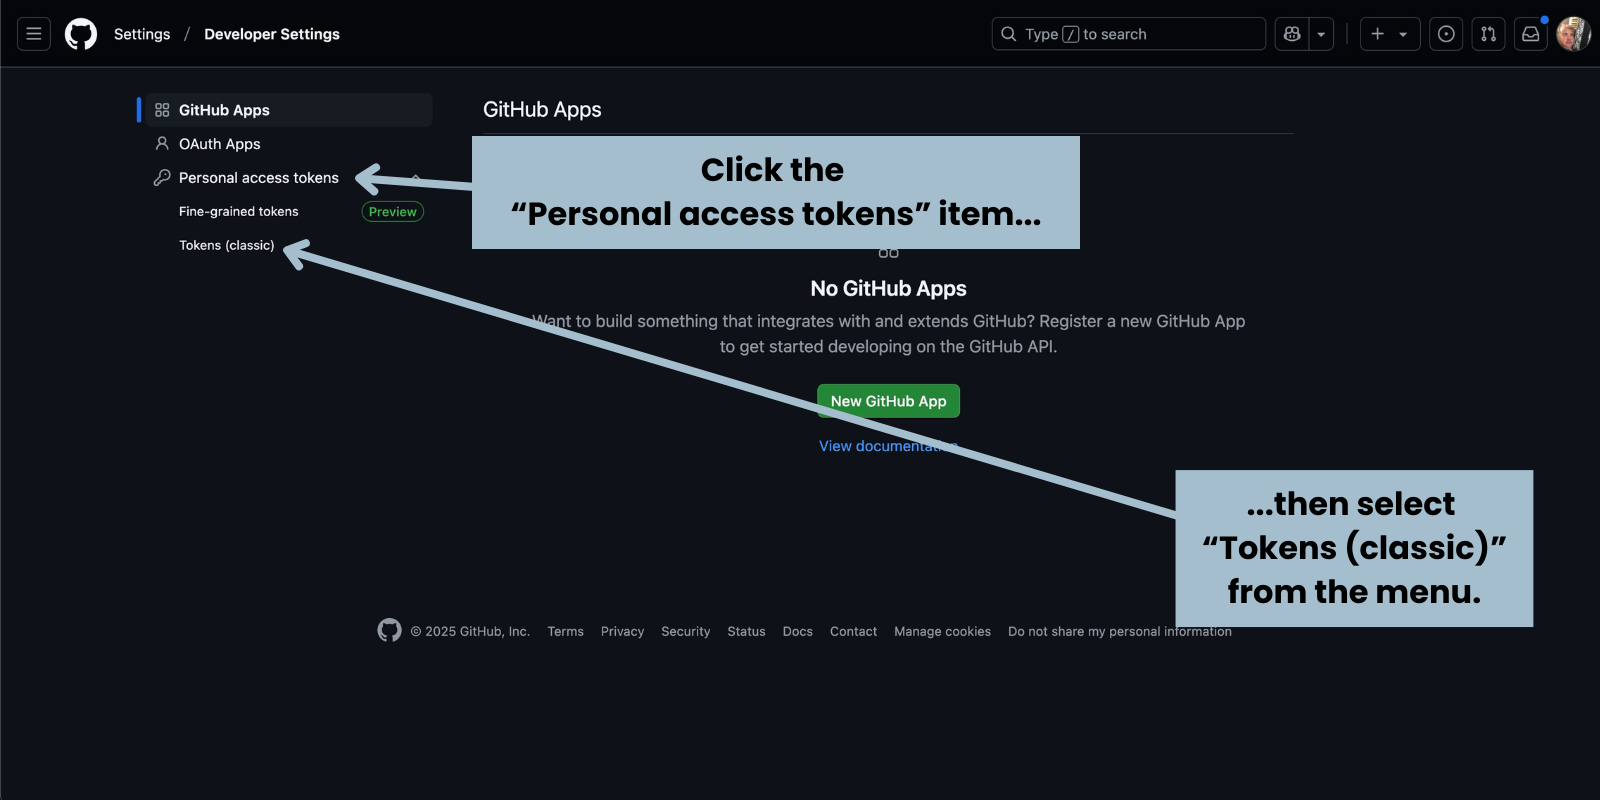 Settings / Developer Settings
Type / to search
GitHub Apps
OAuth Apps
Personal access tokens
Fine-grained tokens Preview
Tokens (classic)
GitHub Apps
Click the
“Personal access tokens” item...
No GitHub Apps
Want to build something that integrates with and extends GitHub? Register a new GitHub App
to get started developing on the GitHub API.
New GitHub App
View documentation
...then select
“Tokens (classic)”
from the menu.
© 2025 GitHub, Inc. Terms Privacy Security Status Docs Contact Manage cookies Do not share my personal information